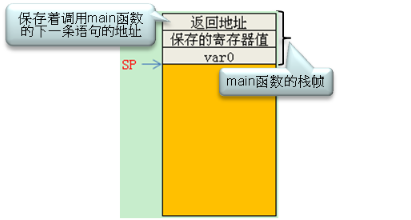 保存着调用main函数
的下一条语句的地址
返回地址
保存的寄存器值
var0
SP
main函数的栈帧